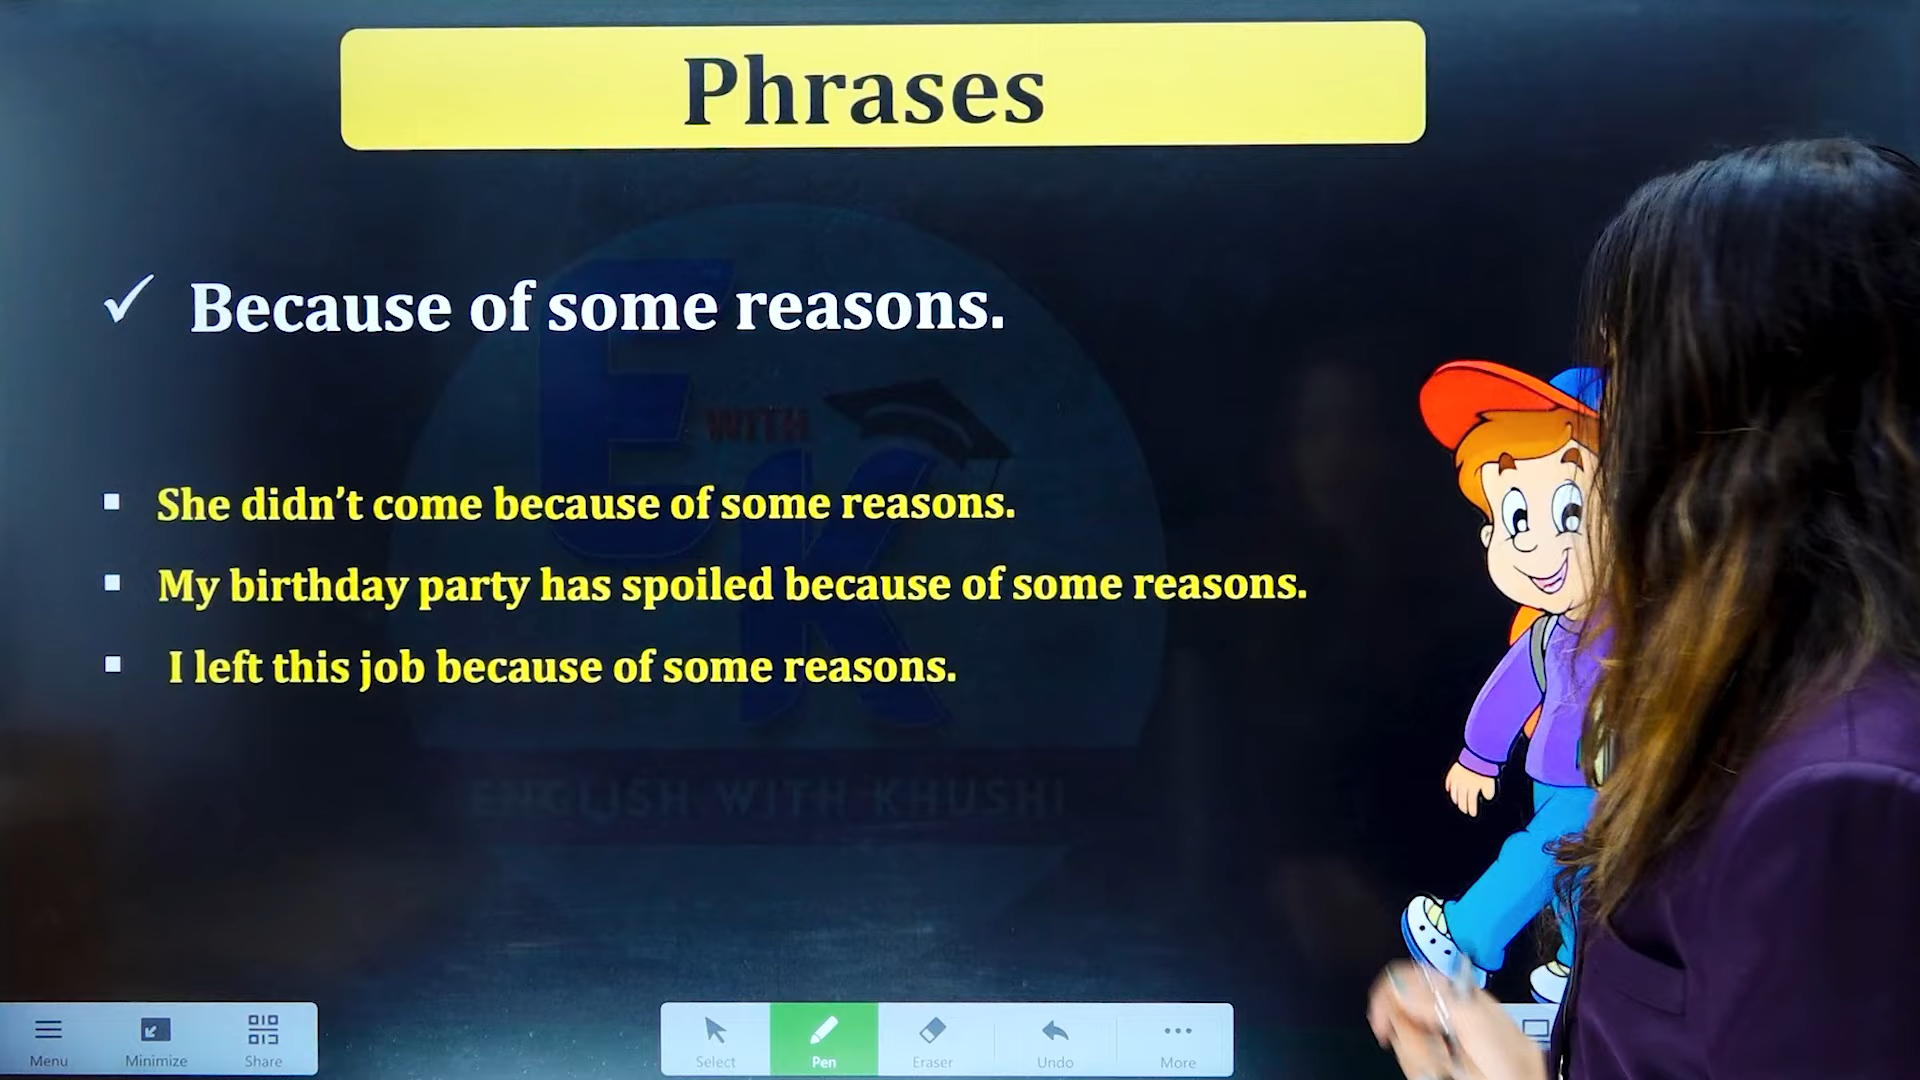 Phrases
✓ Because of some reasons.
E WITH K
▪ She didn’t come because of some reasons.
▪ My birthday party has spoiled because of some reasons.
▪ I left this job because of some reasons.
ENGLISH WITH KHUSHI
Menu Minimize Share Select Pen Eraser Undo More